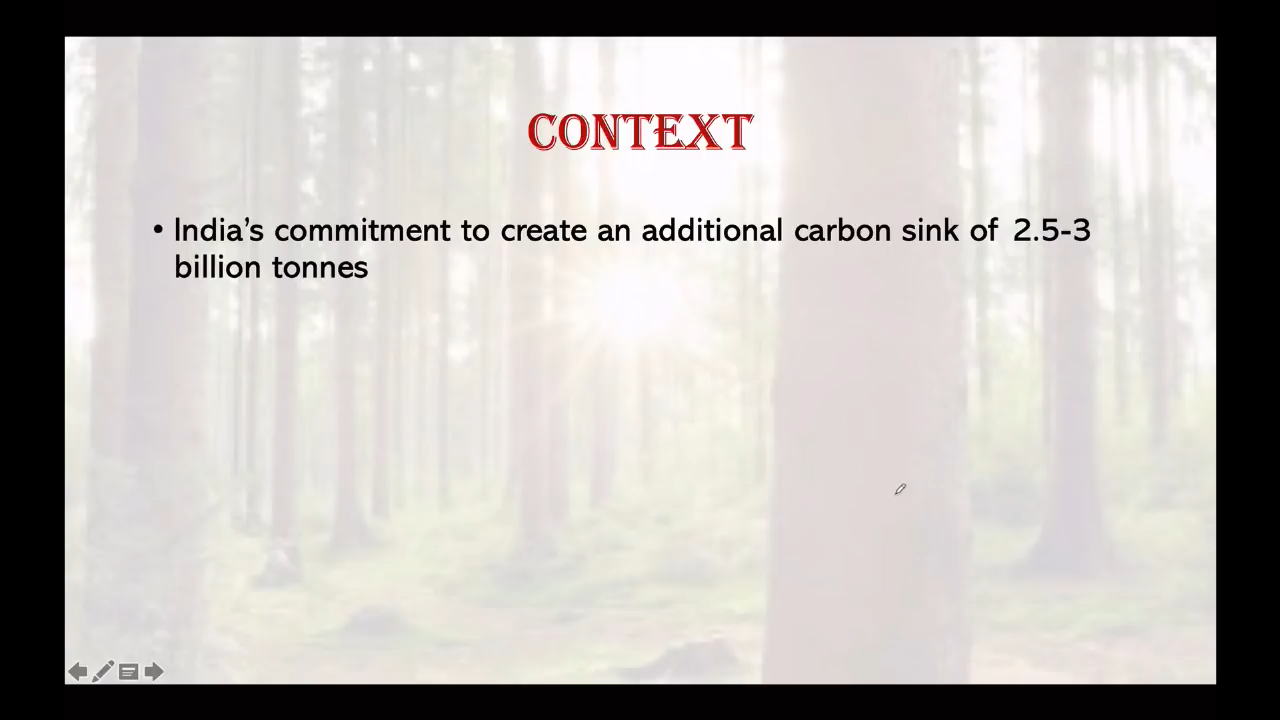 CONTEXT
• India’s commitment to create an additional carbon sink of 2.5-3
billion tonnes